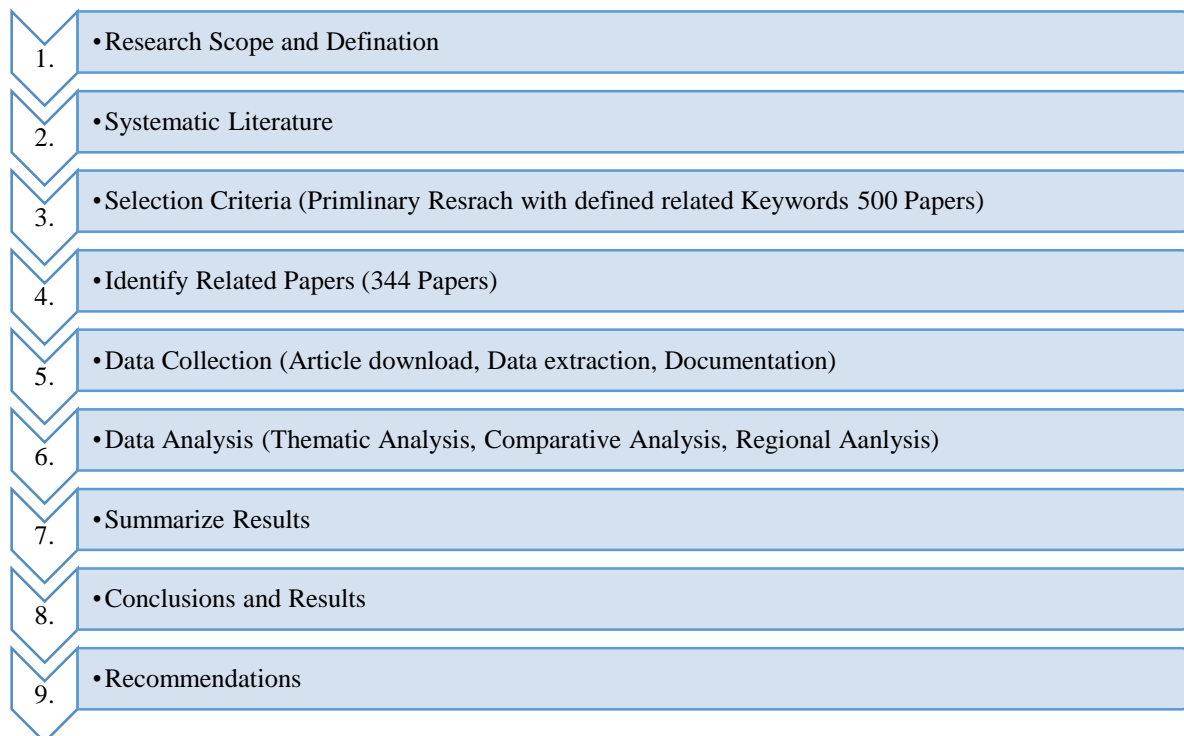 1.
•Research Scope and Defination
2.
•Systematic Literature
3.
•Selection Criteria (Primlinary Resrach with defined related Keywords 500 Papers)
4.
•Identify Related Papers (344 Papers)
5.
•Data Collection (Article download, Data extraction, Documentation)
6.
•Data Analysis (Thematic Analysis, Comparative Analysis, Regional Aanlysis)
7.
•Summarize Results
8.
•Conclusions and Results
9.
•Recommendations